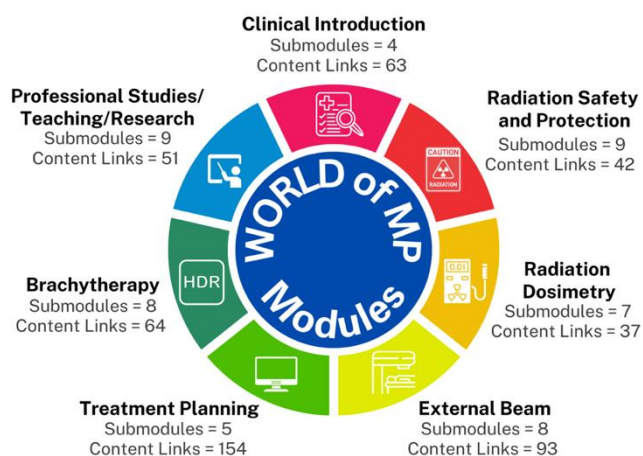 Clinical Introduction
Submodules = 4
Content Links = 63
Professional Studies/
Teaching/Research
Submodules = 9
Content Links = 51
Radiation Safety
and Protection
Submodules = 9
Content Links = 42
CAUTION
RADIATION
WORLD of MP
Modules
HDR
0.01
Brachytherapy
Submodules = 8
Content Links = 64
Radiation
Dosimetry
Submodules = 7
Content Links = 37
Treatment Planning
Submodules = 5
Content Links = 154
External Beam
Submodules = 8
Content Links = 93